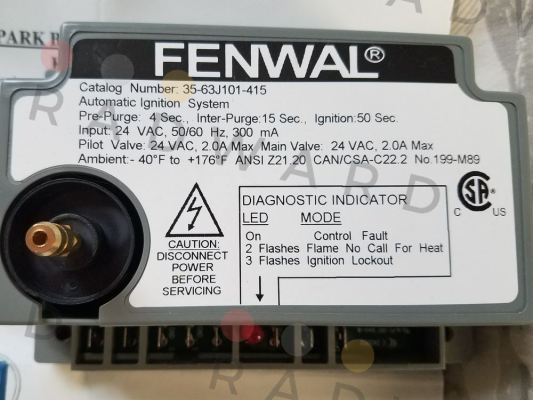 PARK
FENWAL®
Catalog Number: 35-63J101-415
Automatic Ignition System
Pre-Purge: 4 Sec., Inter-Purge:15 Sec., Ignition:50 Sec.
Input: 24 VAC, 50/60 Hz, 300 mA
Pilot Valve: 24 VAC, 2.0A Max Main Valve: 24 VAC, 2.0A Max
Ambient:- 40°F to +176°F ANSI Z21.20 CAN/CSA-C22.2 No.199-M89
CAUTION:
DISCONNECT
POWER
BEFORE
SERVICING
DIAGNOSTIC INDICATOR
LED MODE
On Control Fault
2 Flashes Flame No Call For Heat
3 Flashes Ignition Lockout
C US
RADWARD